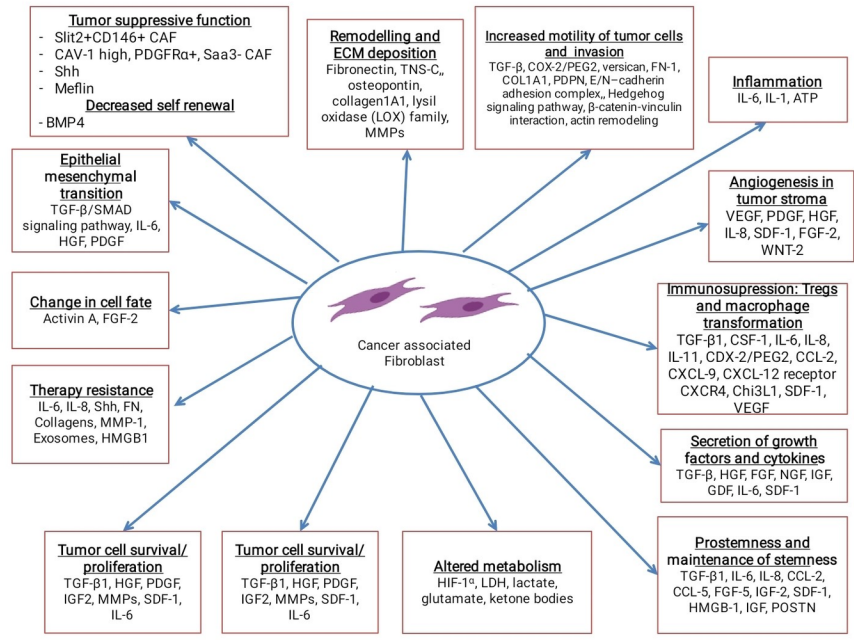 Tumor suppressive function
- Slit2+CD146+ CAF
- CAV-1 high, PDGFRα+, Saa3- CAF
- Shh
- Meflin
Decreased self renewal
- BMP4
Remodelling and
ECM deposition
Fibronectin, TNS-C,,
osteopontin,
collagen1A1, lysil
oxidase (LOX) family,
MMPs
Increased motility of tumor cells
and invasion
TGF-β, COX-2/PEG2, versican, FN-1,
COL1A1, PDPN, E/N–cadherin
adhesion complex,, Hedgehog
signaling pathway, β-catenin-vinculin
interaction, actin remodeling
Inflammation
IL-6, IL-1, ATP
Epithelial
mesenchymal
transition
TGF-β/SMAD
signaling pathway, IL-6,
HGF, PDGF
Angiogenesis in
tumor stroma
VEGF, PDGF, HGF,
IL-8, SDF-1, FGF-2,
WNT-2
Change in cell fate
Activin A, FGF-2
Cancer associated
Fibroblast
Immunosupression: Tregs
and macrophage
transformation
TGF-β1, CSF-1, IL-6, IL-8,
IL-11, CDX-2/PEG2, CCL-2,
CXCL-9, CXCL-12 receptor
CXCR4, Chi3L1, SDF-1,
VEGF
Therapy resistance
IL-6, IL-8, Shh, FN,
Collagens, MMP-1,
Exosomes, HMGB1
Secretion of growth
factors and cytokines
TGF-β, HGF, FGF, NGF, IGF,
GDF, IL-6, SDF-1
Tumor cell survival/
proliferation
TGF-β1, HGF, PDGF,
IGF2, MMPs, SDF-1,
IL-6
Tumor cell survival/
proliferation
TGF-β1, HGF, PDGF,
IGF2, MMPs, SDF-1,
IL-6
Altered metabolism
HIF-1ᵅ, LDH, lactate,
glutamate, ketone bodies
Prostemness and
maintenance of stemness
TGF-β1, IL-6, IL-8, CCL-2,
CCL-5, FGF-5, IGF-2, SDF-1,
HMGB-1, IGF, POSTN